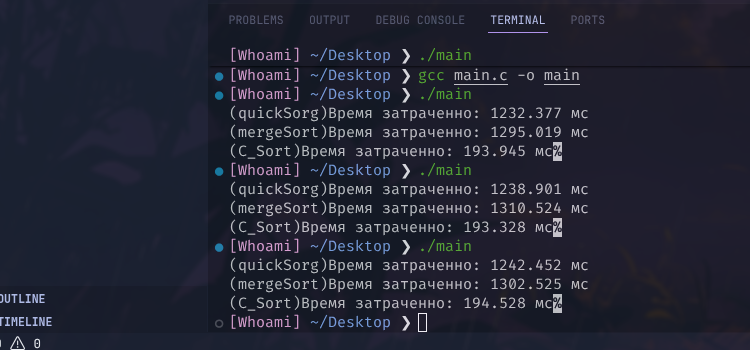 PROBLEMS OUTPUT DEBUG CONSOLE TERMINAL PORTS
[Whoami] ~/Desktop ❯ ./main
[Whoami] ~/Desktop ❯ gcc main.c -o main
[Whoami] ~/Desktop ❯ ./main
(quickSorg)Время затраченно: 1232.377 мс
(mergeSort)Время затраченно: 1295.019 мс
(C_Sort)Время затраченно: 193.945 мс%
[Whoami] ~/Desktop ❯ ./main
(quickSorg)Время затраченно: 1238.901 мс
(mergeSort)Время затраченно: 1310.524 мс
(C_Sort)Время затраченно: 193.328 мс%
[Whoami] ~/Desktop ❯ ./main
(quickSorg)Время затраченно: 1242.452 мс
(mergeSort)Время затраченно: 1302.525 мс
(C_Sort)Время затраченно: 194.528 мс%
[Whoami] ~/Desktop ❯
OUTLINE
TIMELINE
0